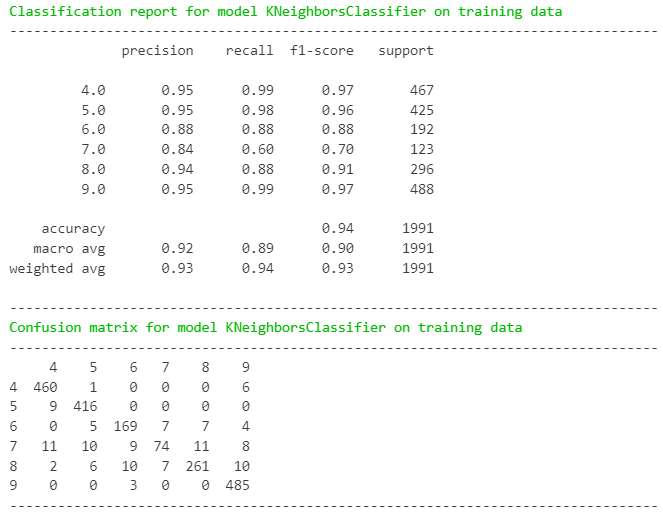 Classification report for model KNeighborsClassifier on training data
---------------------------------------------------------------------------------
              precision    recall  f1-score   support

         4.0       0.95      0.99      0.97       467
         5.0       0.95      0.98      0.96       425
         6.0       0.88      0.88      0.88       192
         7.0       0.84      0.60      0.70       123
         8.0       0.94      0.88      0.91       296
         9.0       0.95      0.99      0.97       488

    accuracy                           0.94      1991
   macro avg       0.92      0.89      0.90      1991
weighted avg       0.93      0.94      0.93      1991

---------------------------------------------------------------------------------
Confusion matrix for model KNeighborsClassifier on training data
---------------------------------------------------------------------------------
     4    5    6   7    8    9
4  460    1    0   0    0    6
5    9  416    0   0    0    0
6    0    5  169   7    7    4
7   11   10    9  74   11    8
8    2    6   10   7  261   10
9    0    0    3   0    0  485
---------------------------------------------------------------------------------